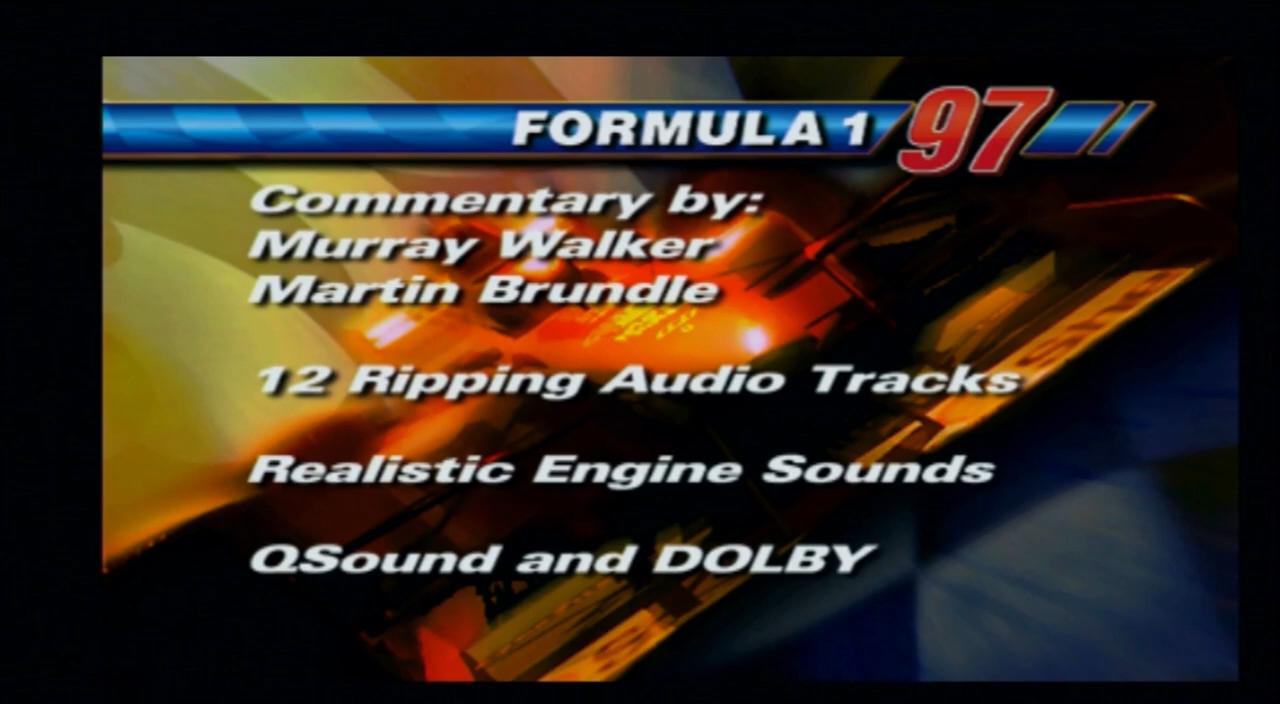 FORMULA 1 97
Commentary by:
Murray Walker
Martin Brundle
12 Ripping Audio Tracks
Realistic Engine Sounds
QSound and DOLBY